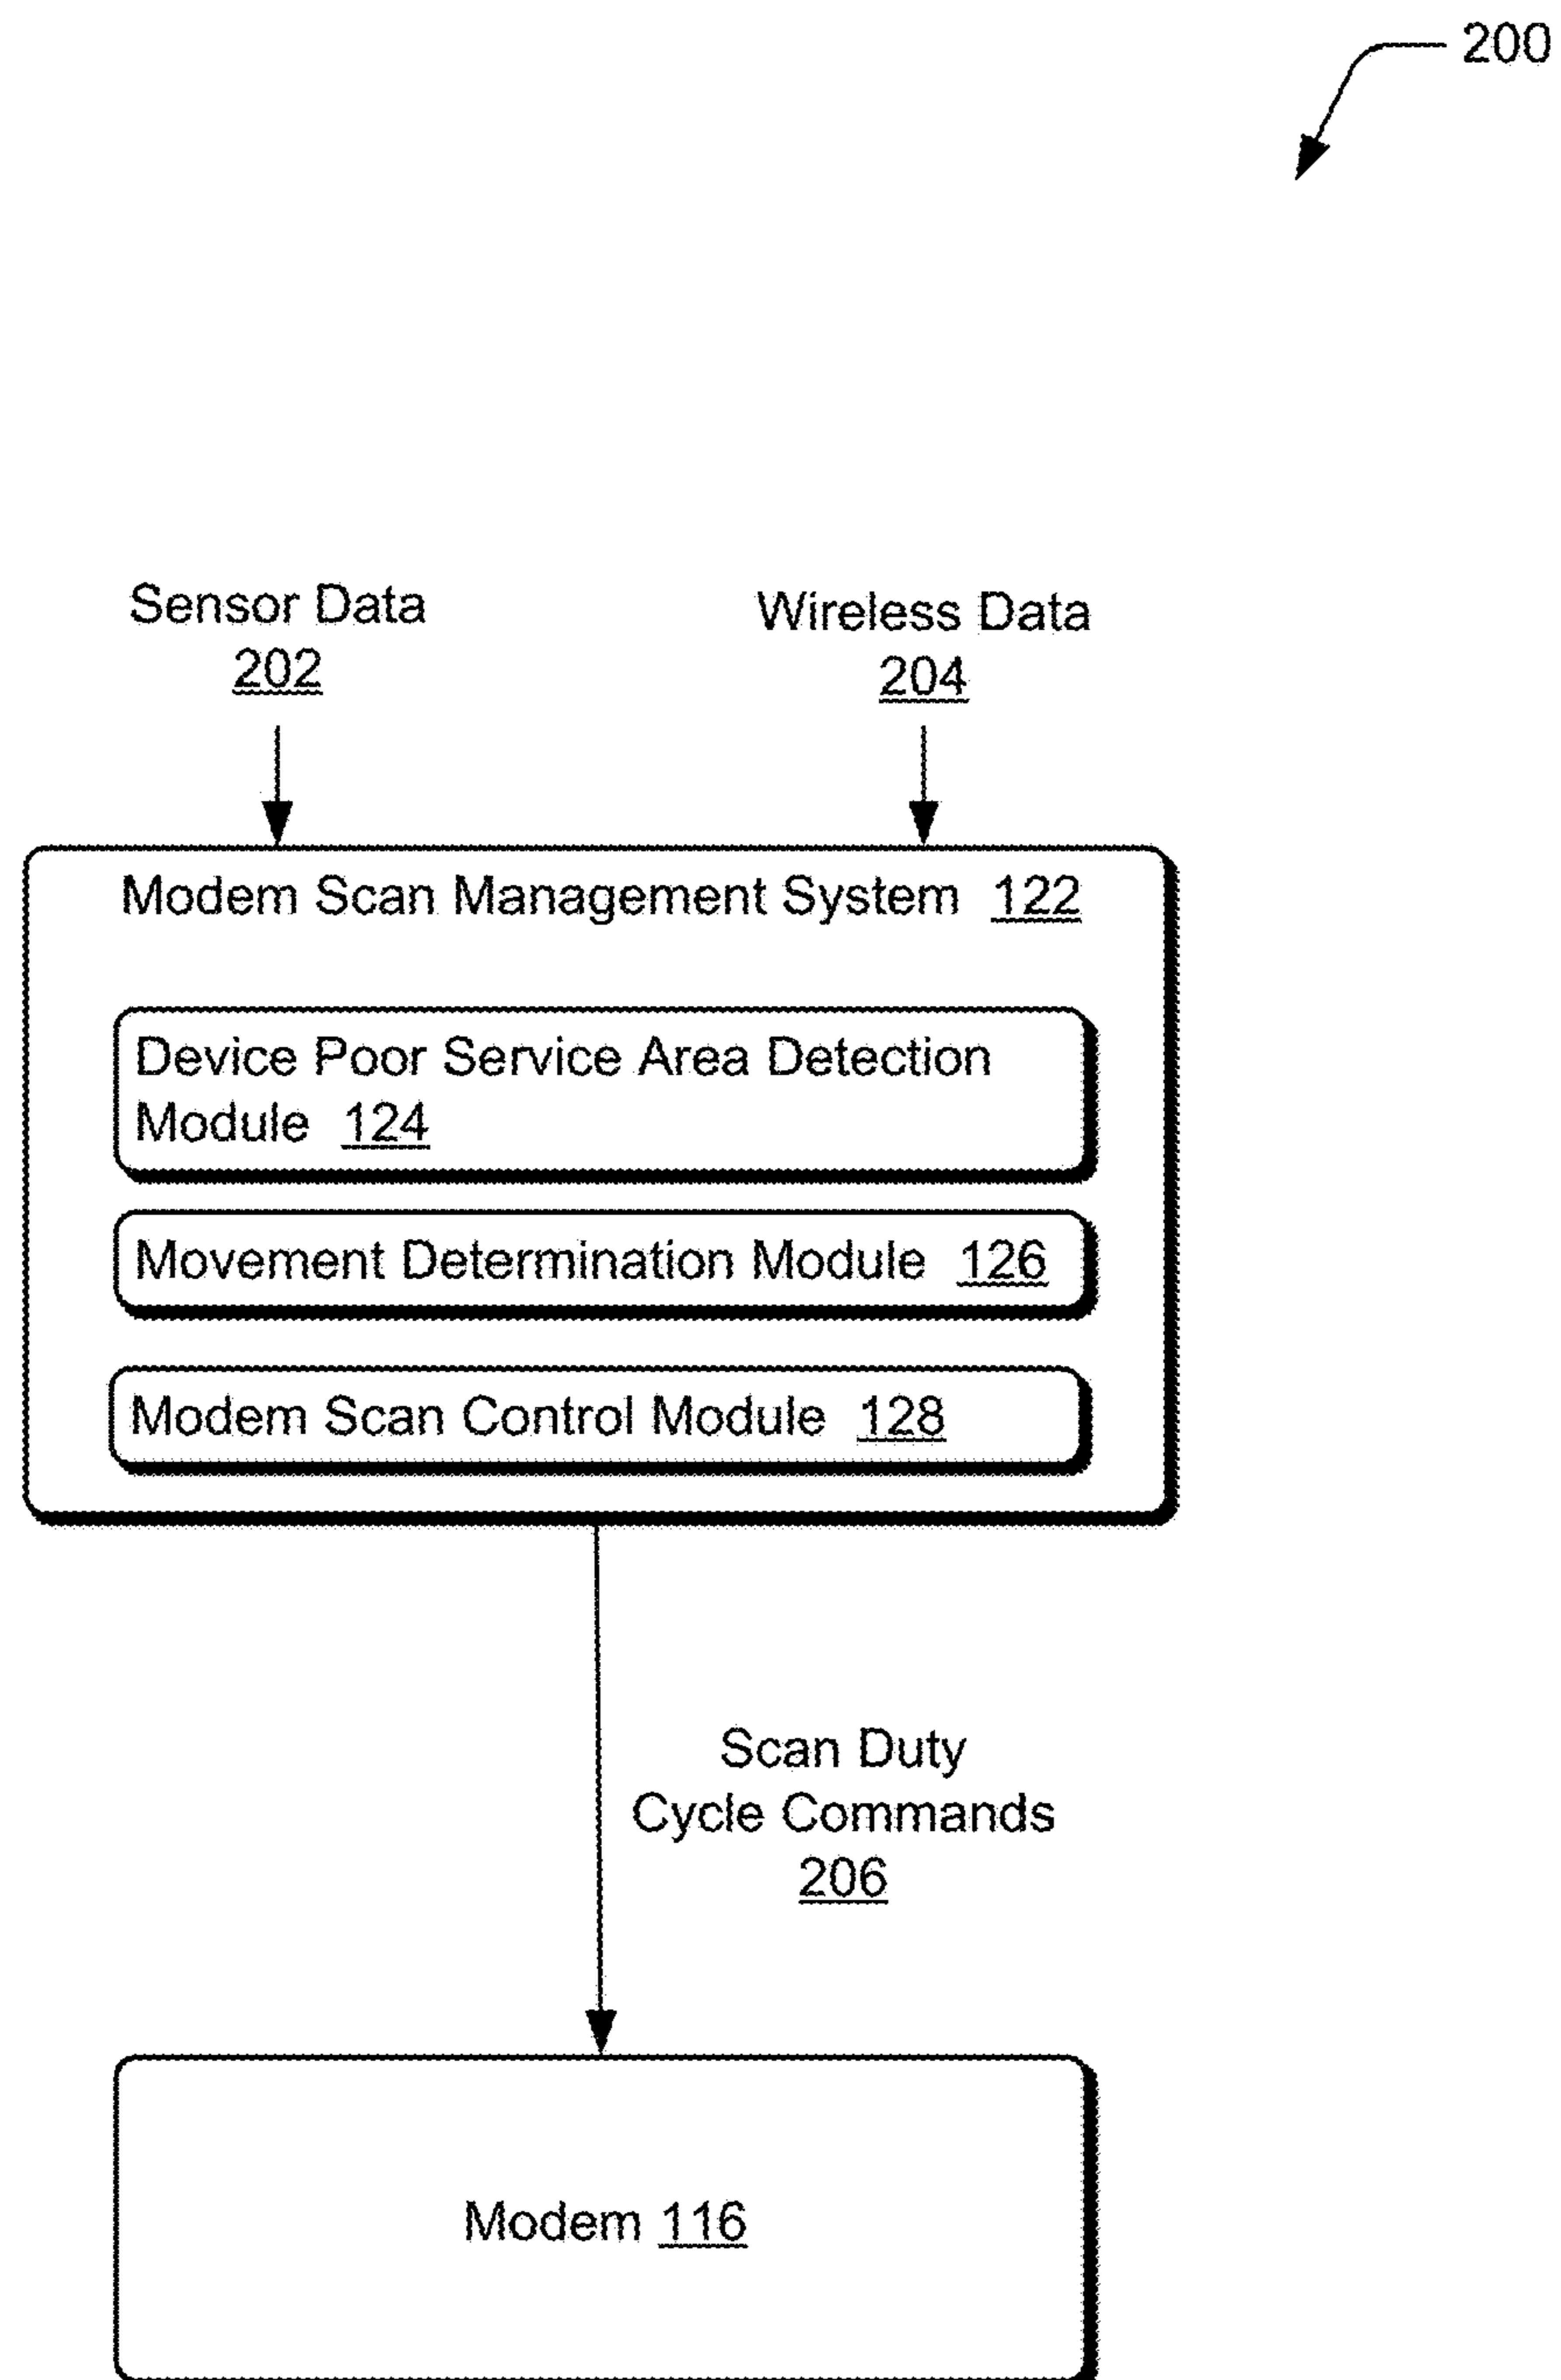 200
Sensor Data
202
Wireless Data
204
Modem Scan Management System 122
Device Poor Service Area Detection
Module 124
Movement Determination Module 126
Modem Scan Control Module 128
Scan Duty
Cycle Commands
206
Modem 116